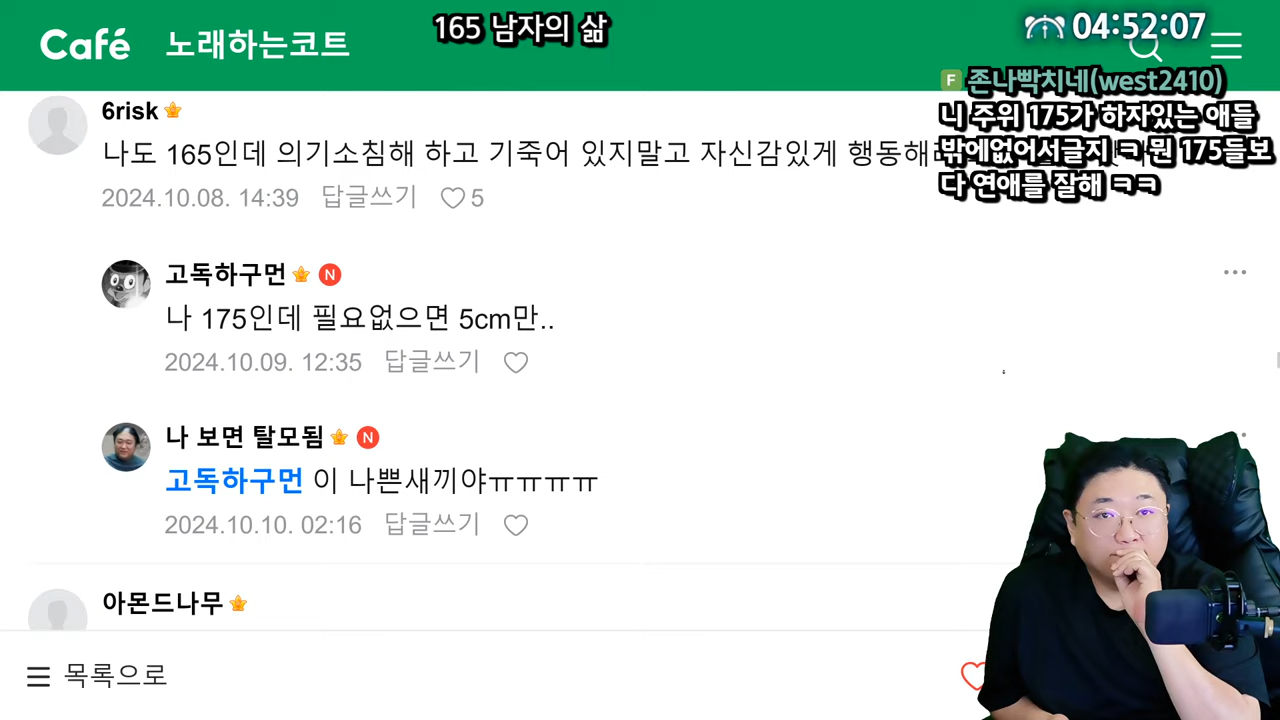 Café 노래하는코트
165 남자의 삶
04:52:07
F 존나빡치네(west2410)
니 주위 175가 하자있는 애들
밖에없어서글지 ㅋ 뭔 175들보
다 연애를 잘해 ㅋㅋ
6risk
나도 165인데 의기소침해 하고 기죽어 있지말고 자신감있게
2024.10.08. 14:39 답글쓰기 5
고독하구먼 N
나 175인데 필요없으면 5cm만..
2024.10.09. 12:35 답글쓰기
나 보면 탈모됨 N
고독하구먼 이 나쁜새끼야ㅠㅠㅠㅠ
2024.10.10. 02:16 답글쓰기
아몬드나무
목록으로